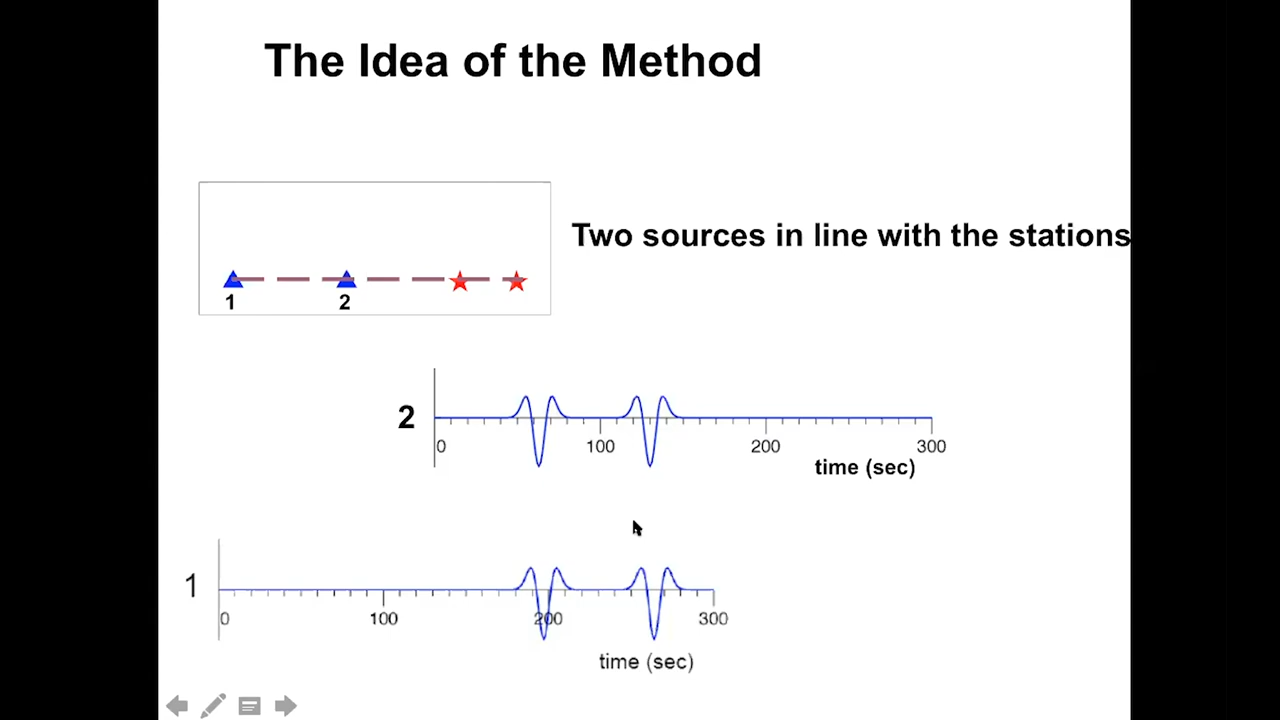 The Idea of the Method
Two sources in line with the stations
1 2
2
0 100 200 300
time (sec)
1
0 100 200 300
time (sec)